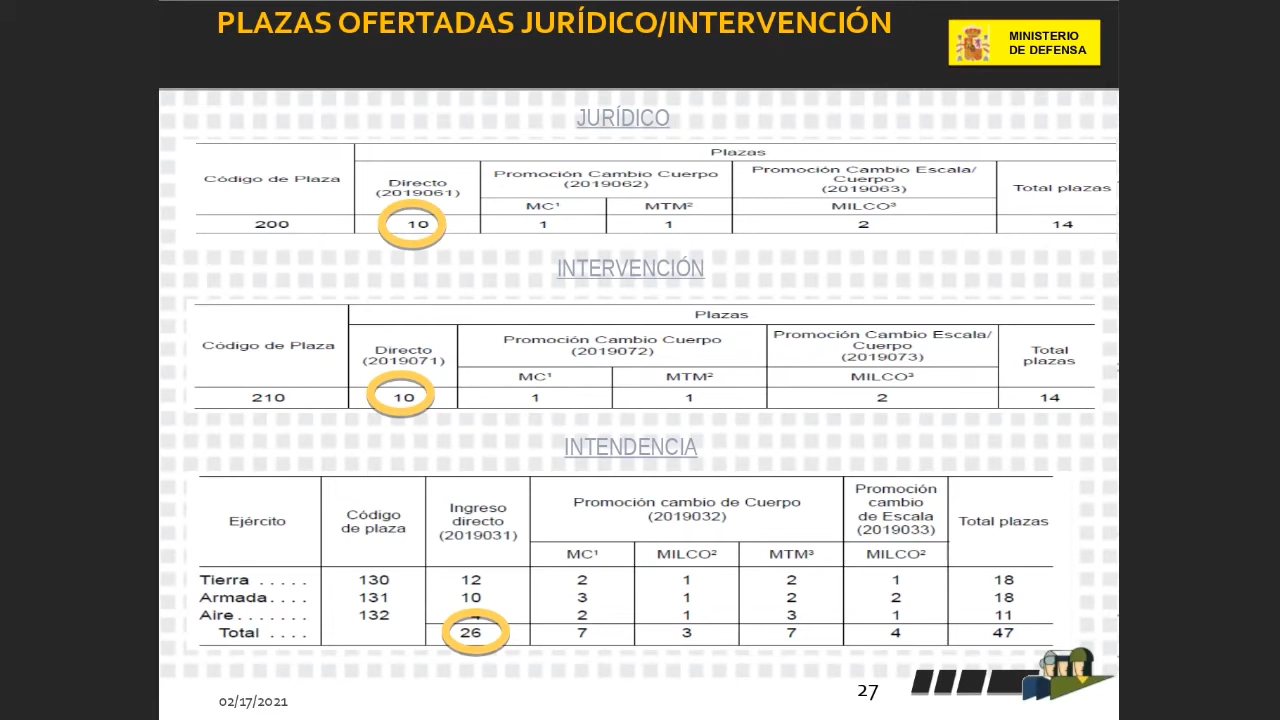 PLAZAS OFERTADAS JURÍDICO/INTERVENCIÓN
MINISTERIO
DE DEFENSA
JURÍDICO
Código de Plaza
Plazas
Directo
(2019061)
Promoción Cambio Cuerpo
(2019062)
Promoción Cambio Escala/
Cuerpo
(2019063)
Total plazas
MC¹ MTM² MILCO³
200 10 1 1 2 14
INTERVENCIÓN
Código de Plaza
Plazas
Directo
(2019071)
Promoción Cambio Cuerpo
(2019072)
Promoción Cambio Escala/
Cuerpo
(2019073)
Total
plazas
MC¹ MTM² MILCO³
210 10 1 1 2 14
INTENDENCIA
Ejército
Código
de plaza
Ingreso
directo
(2019031)
Promoción cambio de Cuerpo
(2019032)
Promoción
cambio
de Escala
(2019033)
Total plazas
MC¹ MILCO² MTM³ MILCO²
Tierra ..... 130 12 2 1 2 1 18
Armada.... 131 10 3 1 2 2 18
Aire....... 132 2 1 3 1 11
Total .... 26 7 3 7 4 47
27
02/17/2021